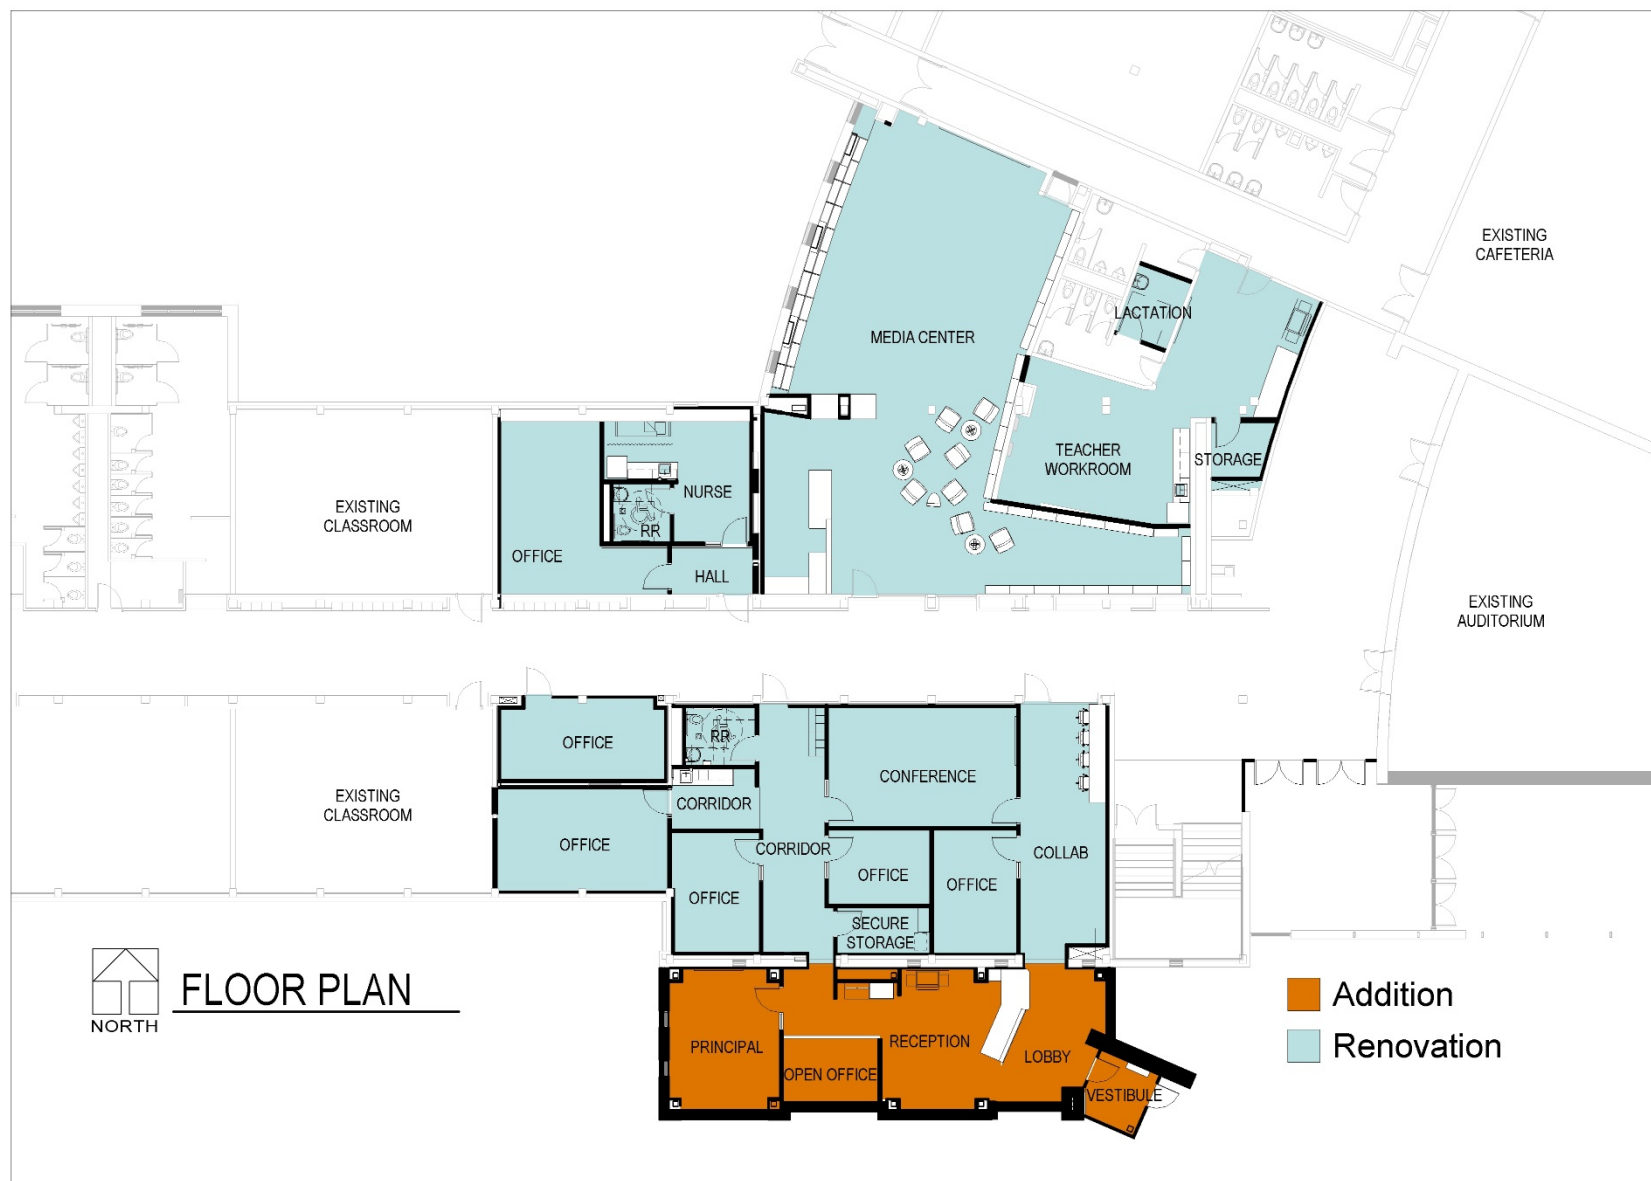 EXISTING
CAFETERIA
LACTATION
MEDIA CENTER
TEACHER
WORKROOM
STORAGE
EXISTING
CLASSROOM
NURSE
RR
OFFICE
HALL
EXISTING
AUDITORIUM
OFFICE
RR
CONFERENCE
EXISTING
CLASSROOM
CORRIDOR
OFFICE
CORRIDOR
COLLAB
OFFICE
OFFICE
OFFICE
SECURE
STORAGE
FLOOR PLAN
NORTH
Addition
Renovation
PRINCIPAL
RECEPTION
LOBBY
OPEN OFFICE
VESTIBULE